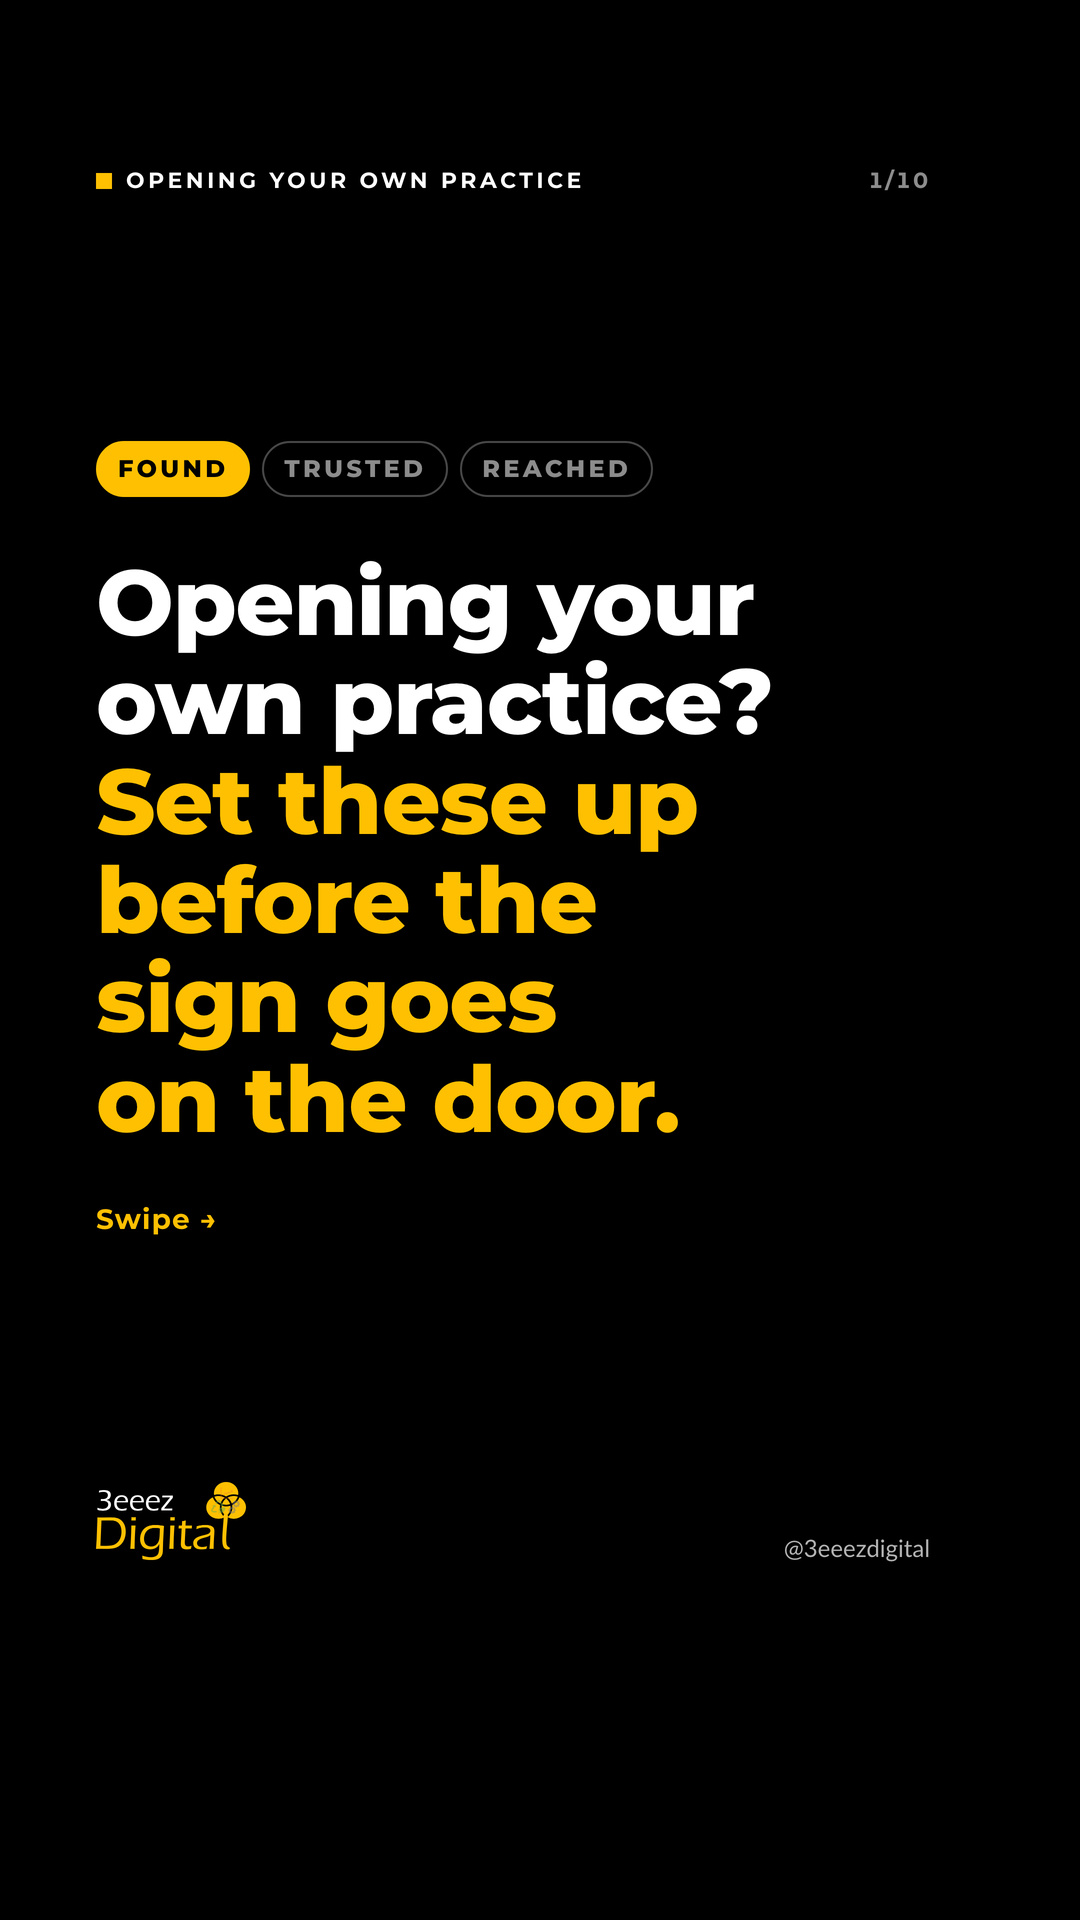 OPENING YOUR OWN PRACTICE 1/10
FOUND TRUSTED REACHED
Opening your
own practice?
Set these up
before the
sign goes
on the door.
Swipe →
3eeez
Digital
@3eeezdigital